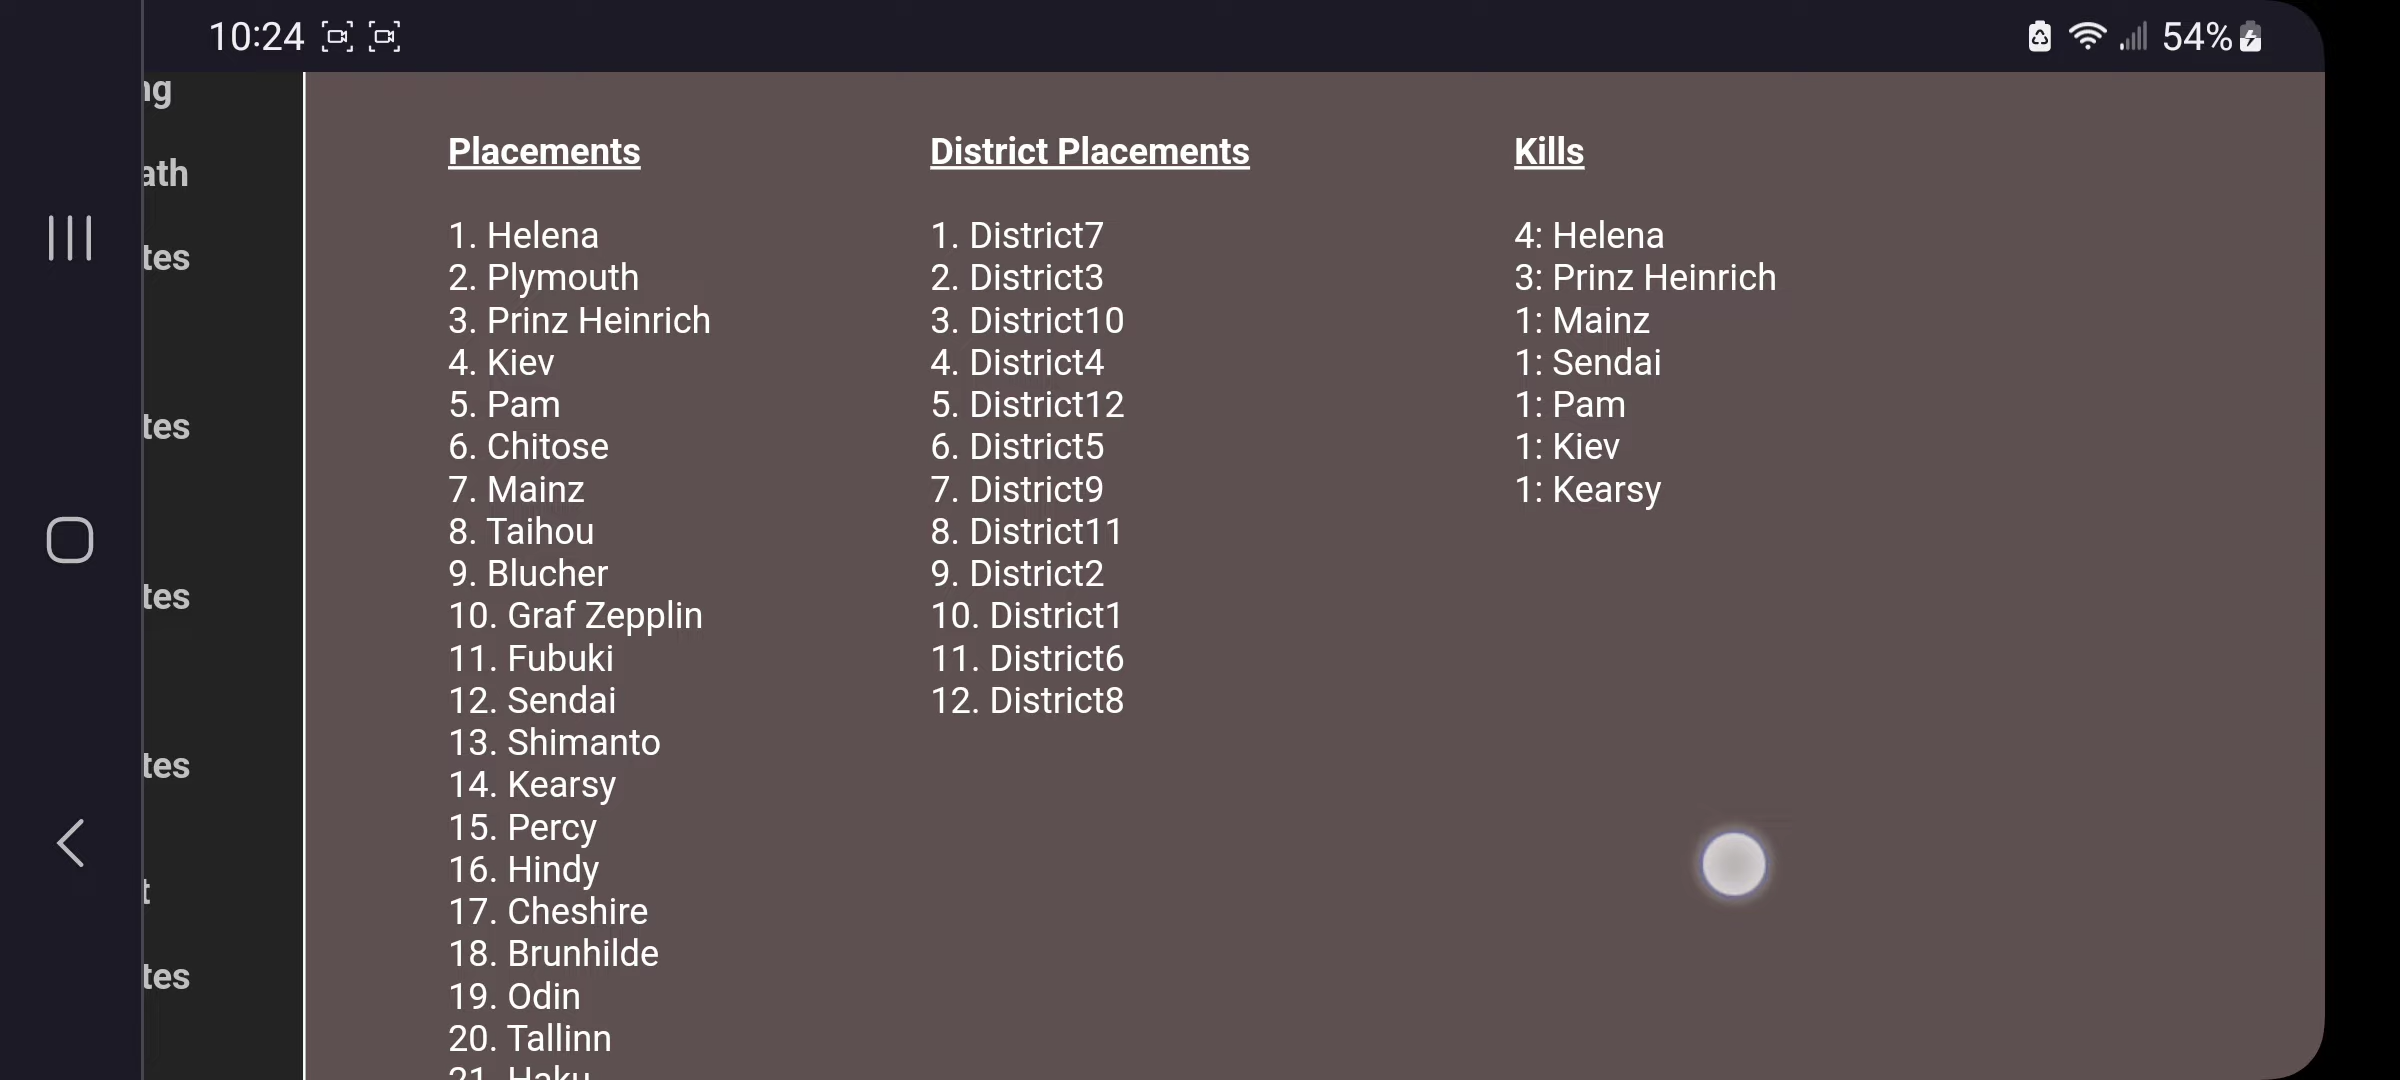 10:24
54%
ng
ath
tes
tes
tes
tes
t
tes
Placements
1. Helena
2. Plymouth
3. Prinz Heinrich
4. Kiev
5. Pam
6. Chitose
7. Mainz
8. Taihou
9. Blucher
10. Graf Zepplin
11. Fubuki
12. Sendai
13. Shimanto
14. Kearsy
15. Percy
16. Hindy
17. Cheshire
18. Brunhilde
19. Odin
20. Tallinn
21. Haku
District Placements
1. District7
2. District3
3. District10
4. District4
5. District12
6. District5
7. District9
8. District11
9. District2
10. District1
11. District6
12. District8
Kills
4: Helena
3: Prinz Heinrich
1: Mainz
1: Sendai
1: Pam
1: Kiev
1: Kearsy